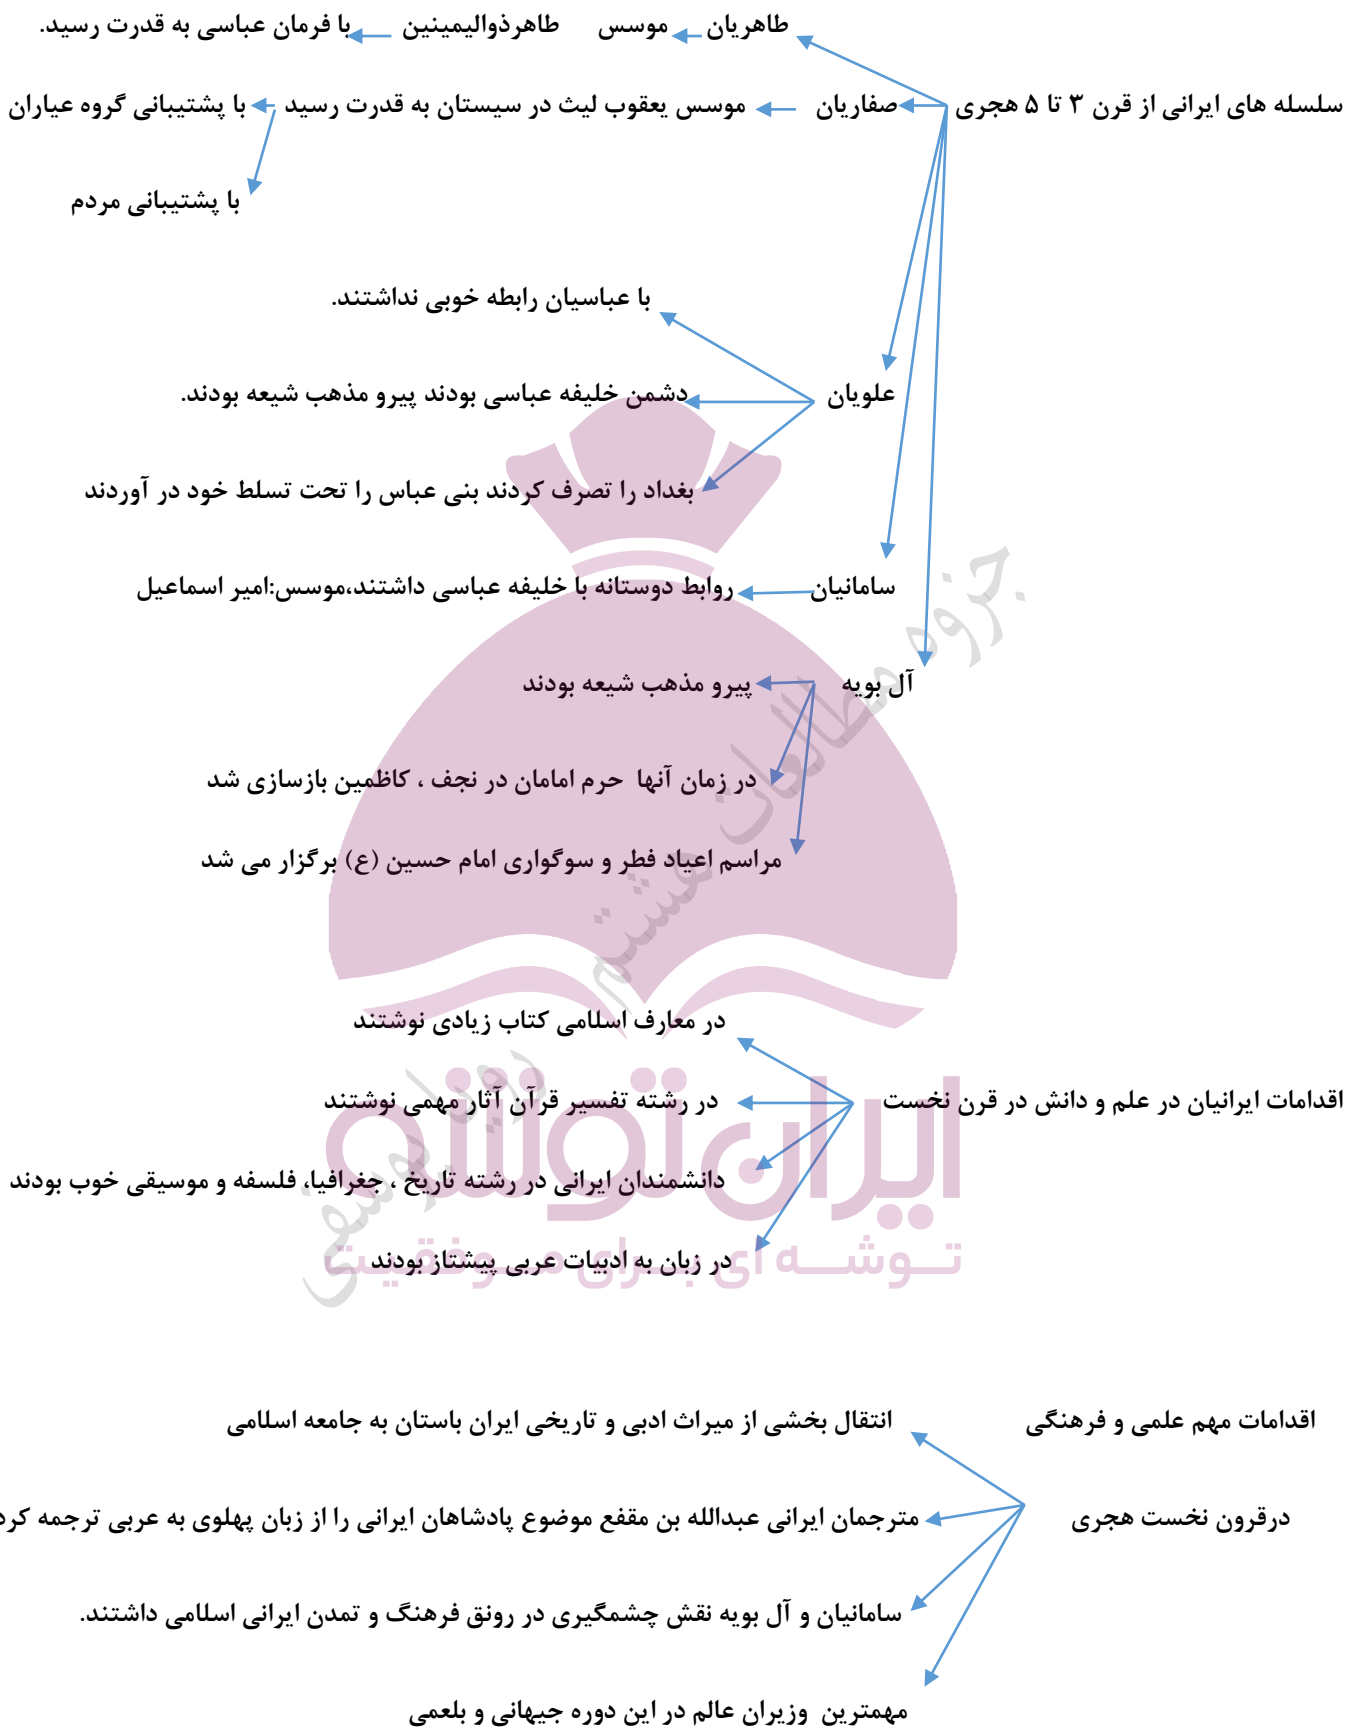 طاهریان موسس طاهرذوالیمینین با فرمان عباسی به قدرت رسید.
سلسله های ایرانی از قرن ۳ تا ۵ هجری صفاریان موسس یعقوب لیث در سیستان به قدرت رسید با پشتیبانی گروه عیاران
با پشتیبانی مردم
با عباسیان رابطه خوبی نداشتند.
علویان دشمن خلیفه عباسی بودند پیرو مذهب شیعه بودند.
بغداد را تصرف کردند بنی عباس را تحت تسلط خود در آوردند
سامانیان روابط دوستانه با خلیفه عباسی داشتند،موسس:امیر اسماعیل
آل بویه پیرو مذهب شیعه بودند
در زمان آنها حرم امامان در نجف ، کاظمین بازسازی شد
مراسم اعیاد فطر و سوگواری امام حسین (ع) برگزار می شد
جزوه مطالعات هشتم
در معارف اسلامی کتاب زیادی نوشتند
اقدامات ایرانیان در علم و دانش در قرن نخست در رشته تفسیر قرآن آثار مهمی نوشتند
دانشمندان ایرانی در رشته تاریخ ، جغرافیا، فلسفه و موسیقی خوب بودند
در زبان به ادبیات عربی پیشتاز بودند
ایران توشه
توشه ای برای موفقیت
اقدامات مهم علمی و فرهنگی انتقال بخشی از میراث ادبی و تاریخی ایران باستان به جامعه اسلامی
درقرون نخست هجری مترجمان ایرانی عبدالله بن مقفع موضوع پادشاهان ایرانی را از زبان پهلوی به عربی ترجمه کرد
سامانیان و آل بویه نقش چشمگیری در رونق فرهنگ و تمدن ایرانی اسلامی داشتند.
مهمترین وزیران عالم در این دوره جیهانی و بلعمی